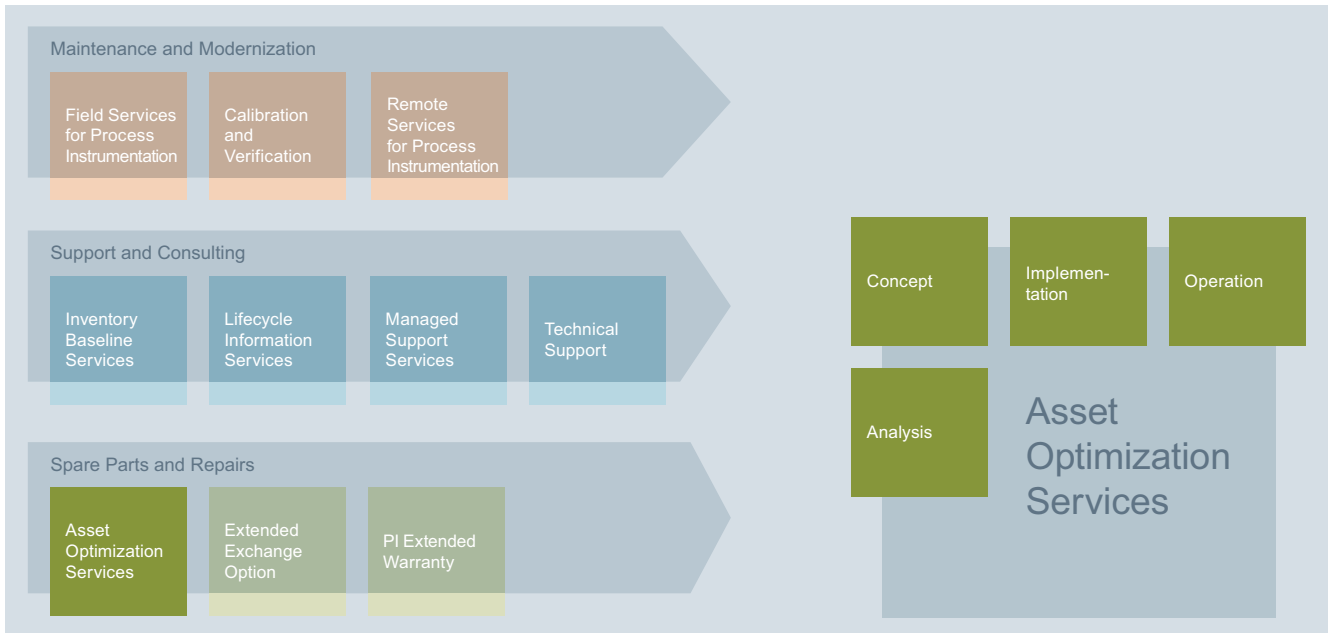 Maintenance and Modernization
Field Services
for Process
Instrumentation
Calibration
and
Verification
Remote
Services
for Process
Instrumentation
Support and Consulting
Inventory
Baseline
Services
Lifecycle
Information
Services
Managed
Support
Services
Technical
Support
Spare Parts and Repairs
Asset
Optimization
Services
Extended
Exchange
Option
PI Extended
Warranty
Concept
Implemen-
tation
Operation
Analysis
Asset
Optimization
Services